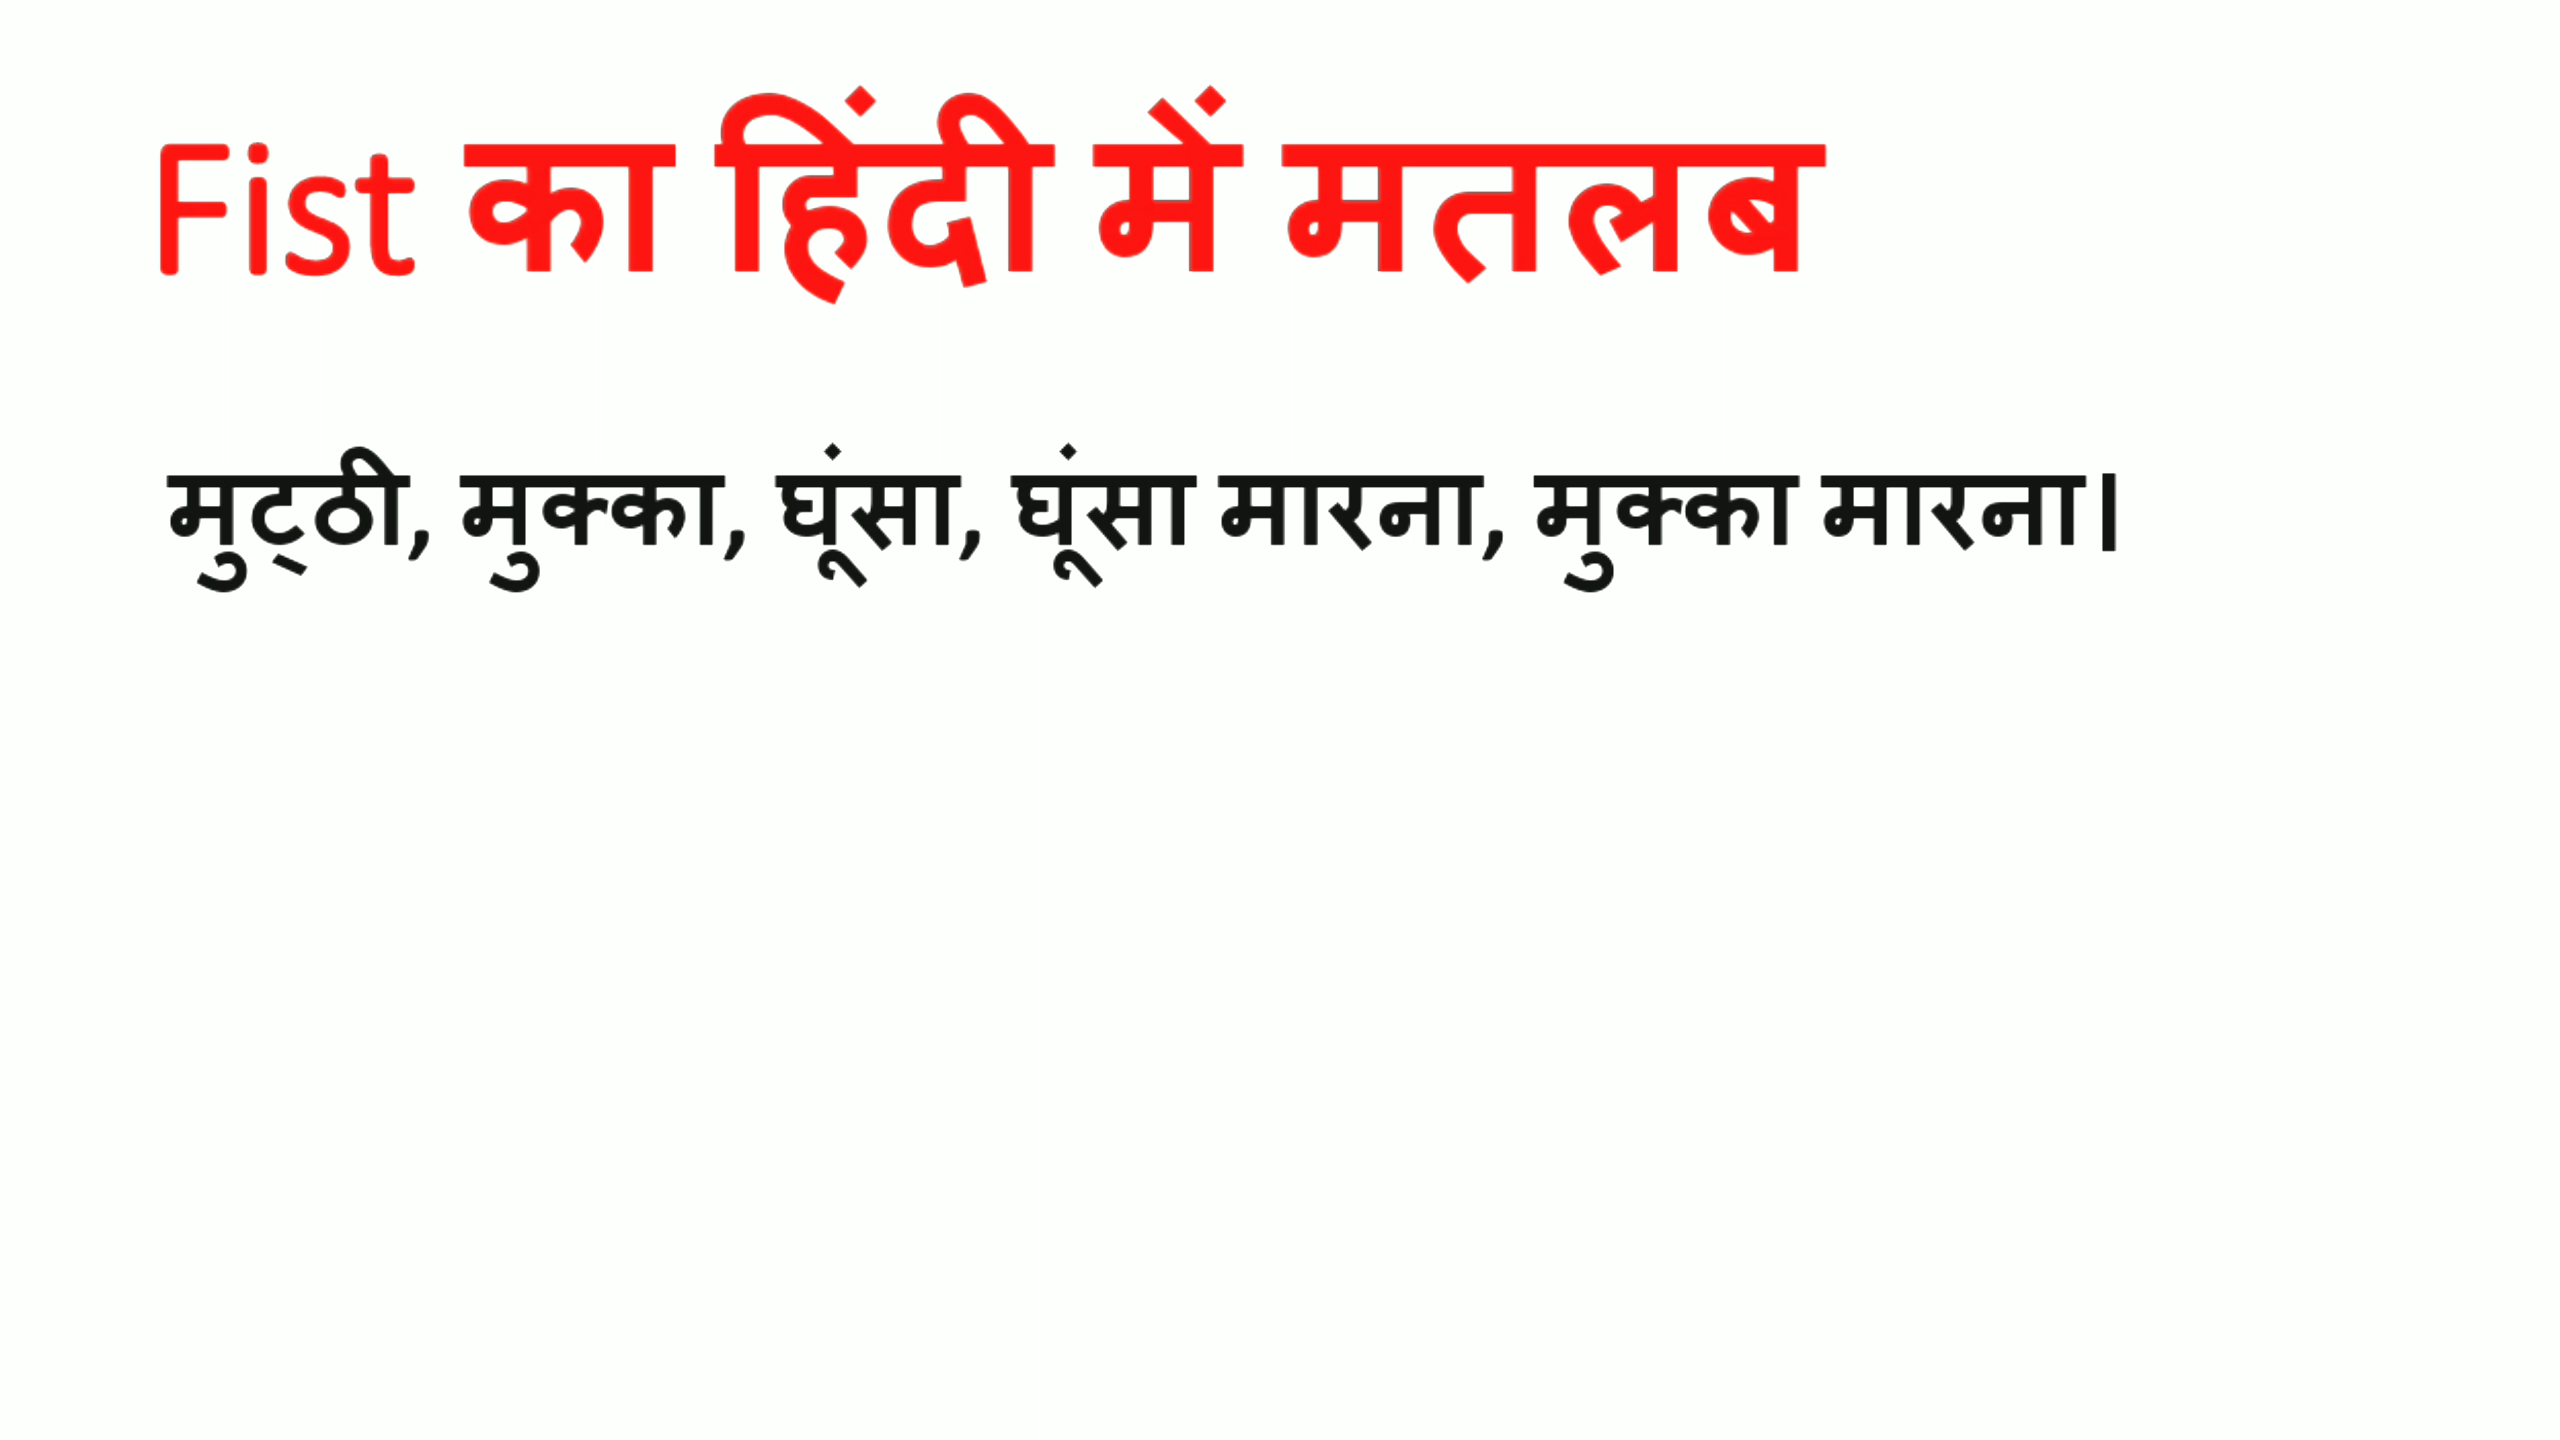 Fist का हिंदी में मतलब
मुट्ठी, मुक्का, घूंसा, घूंसा मारना, मुक्का मारना।